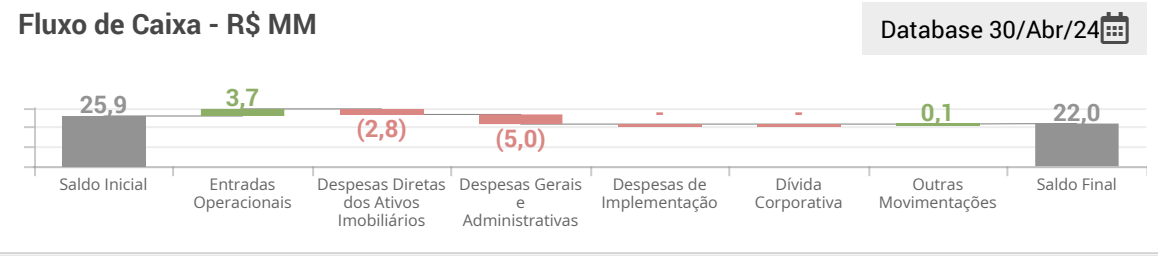 Fluxo de Caixa - R$ MM
Database 30/Abr/24
25,9
3,7
(2,8)
(5,0)
-
-
0,1
22,0
Saldo Inicial
Entradas
Operacionais
Despesas Diretas
dos Ativos
Imobiliários
Despesas Gerais
e
Administrativas
Despesas de
Implementação
Dívida
Corporativa
Outras
Movimentações
Saldo Final